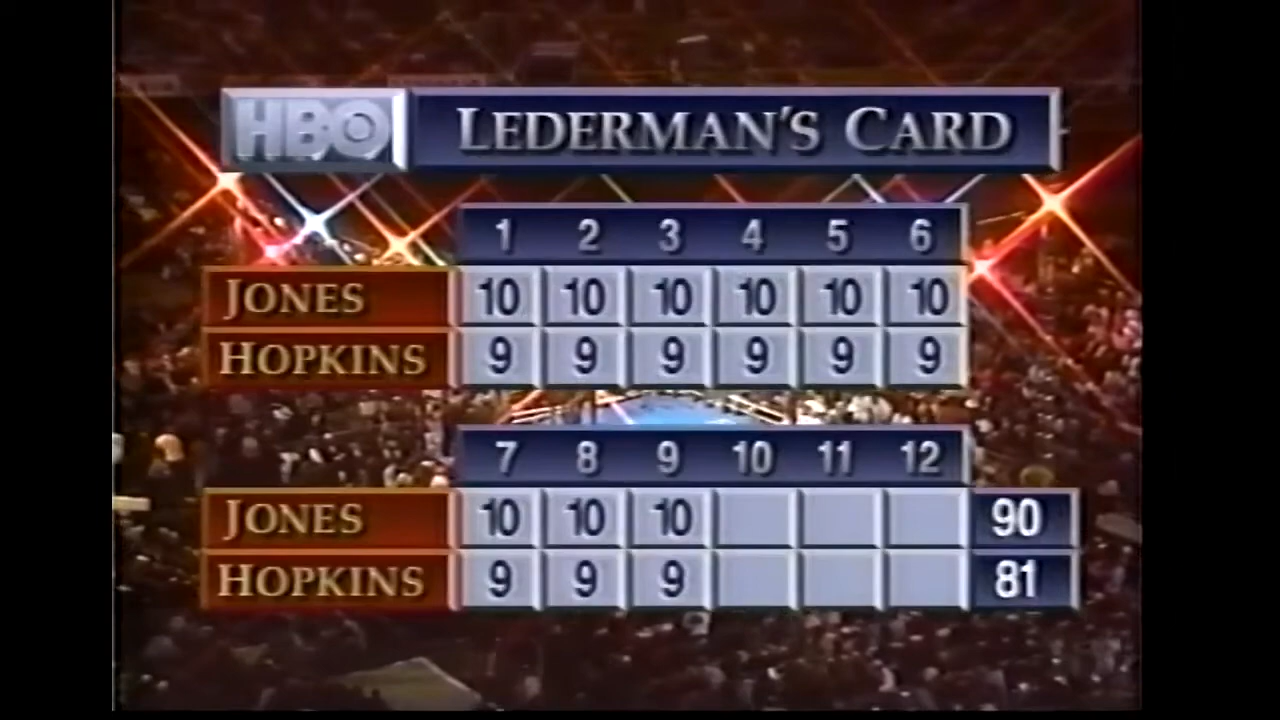 HBO LEDERMAN'S CARD
1 2 3 4 5 6
JONES 10 10 10 10 10 10
HOPKINS 9 9 9 9 9 9
7 8 9 10 11 12
JONES 10 10 10 90
HOPKINS 9 9 9 81